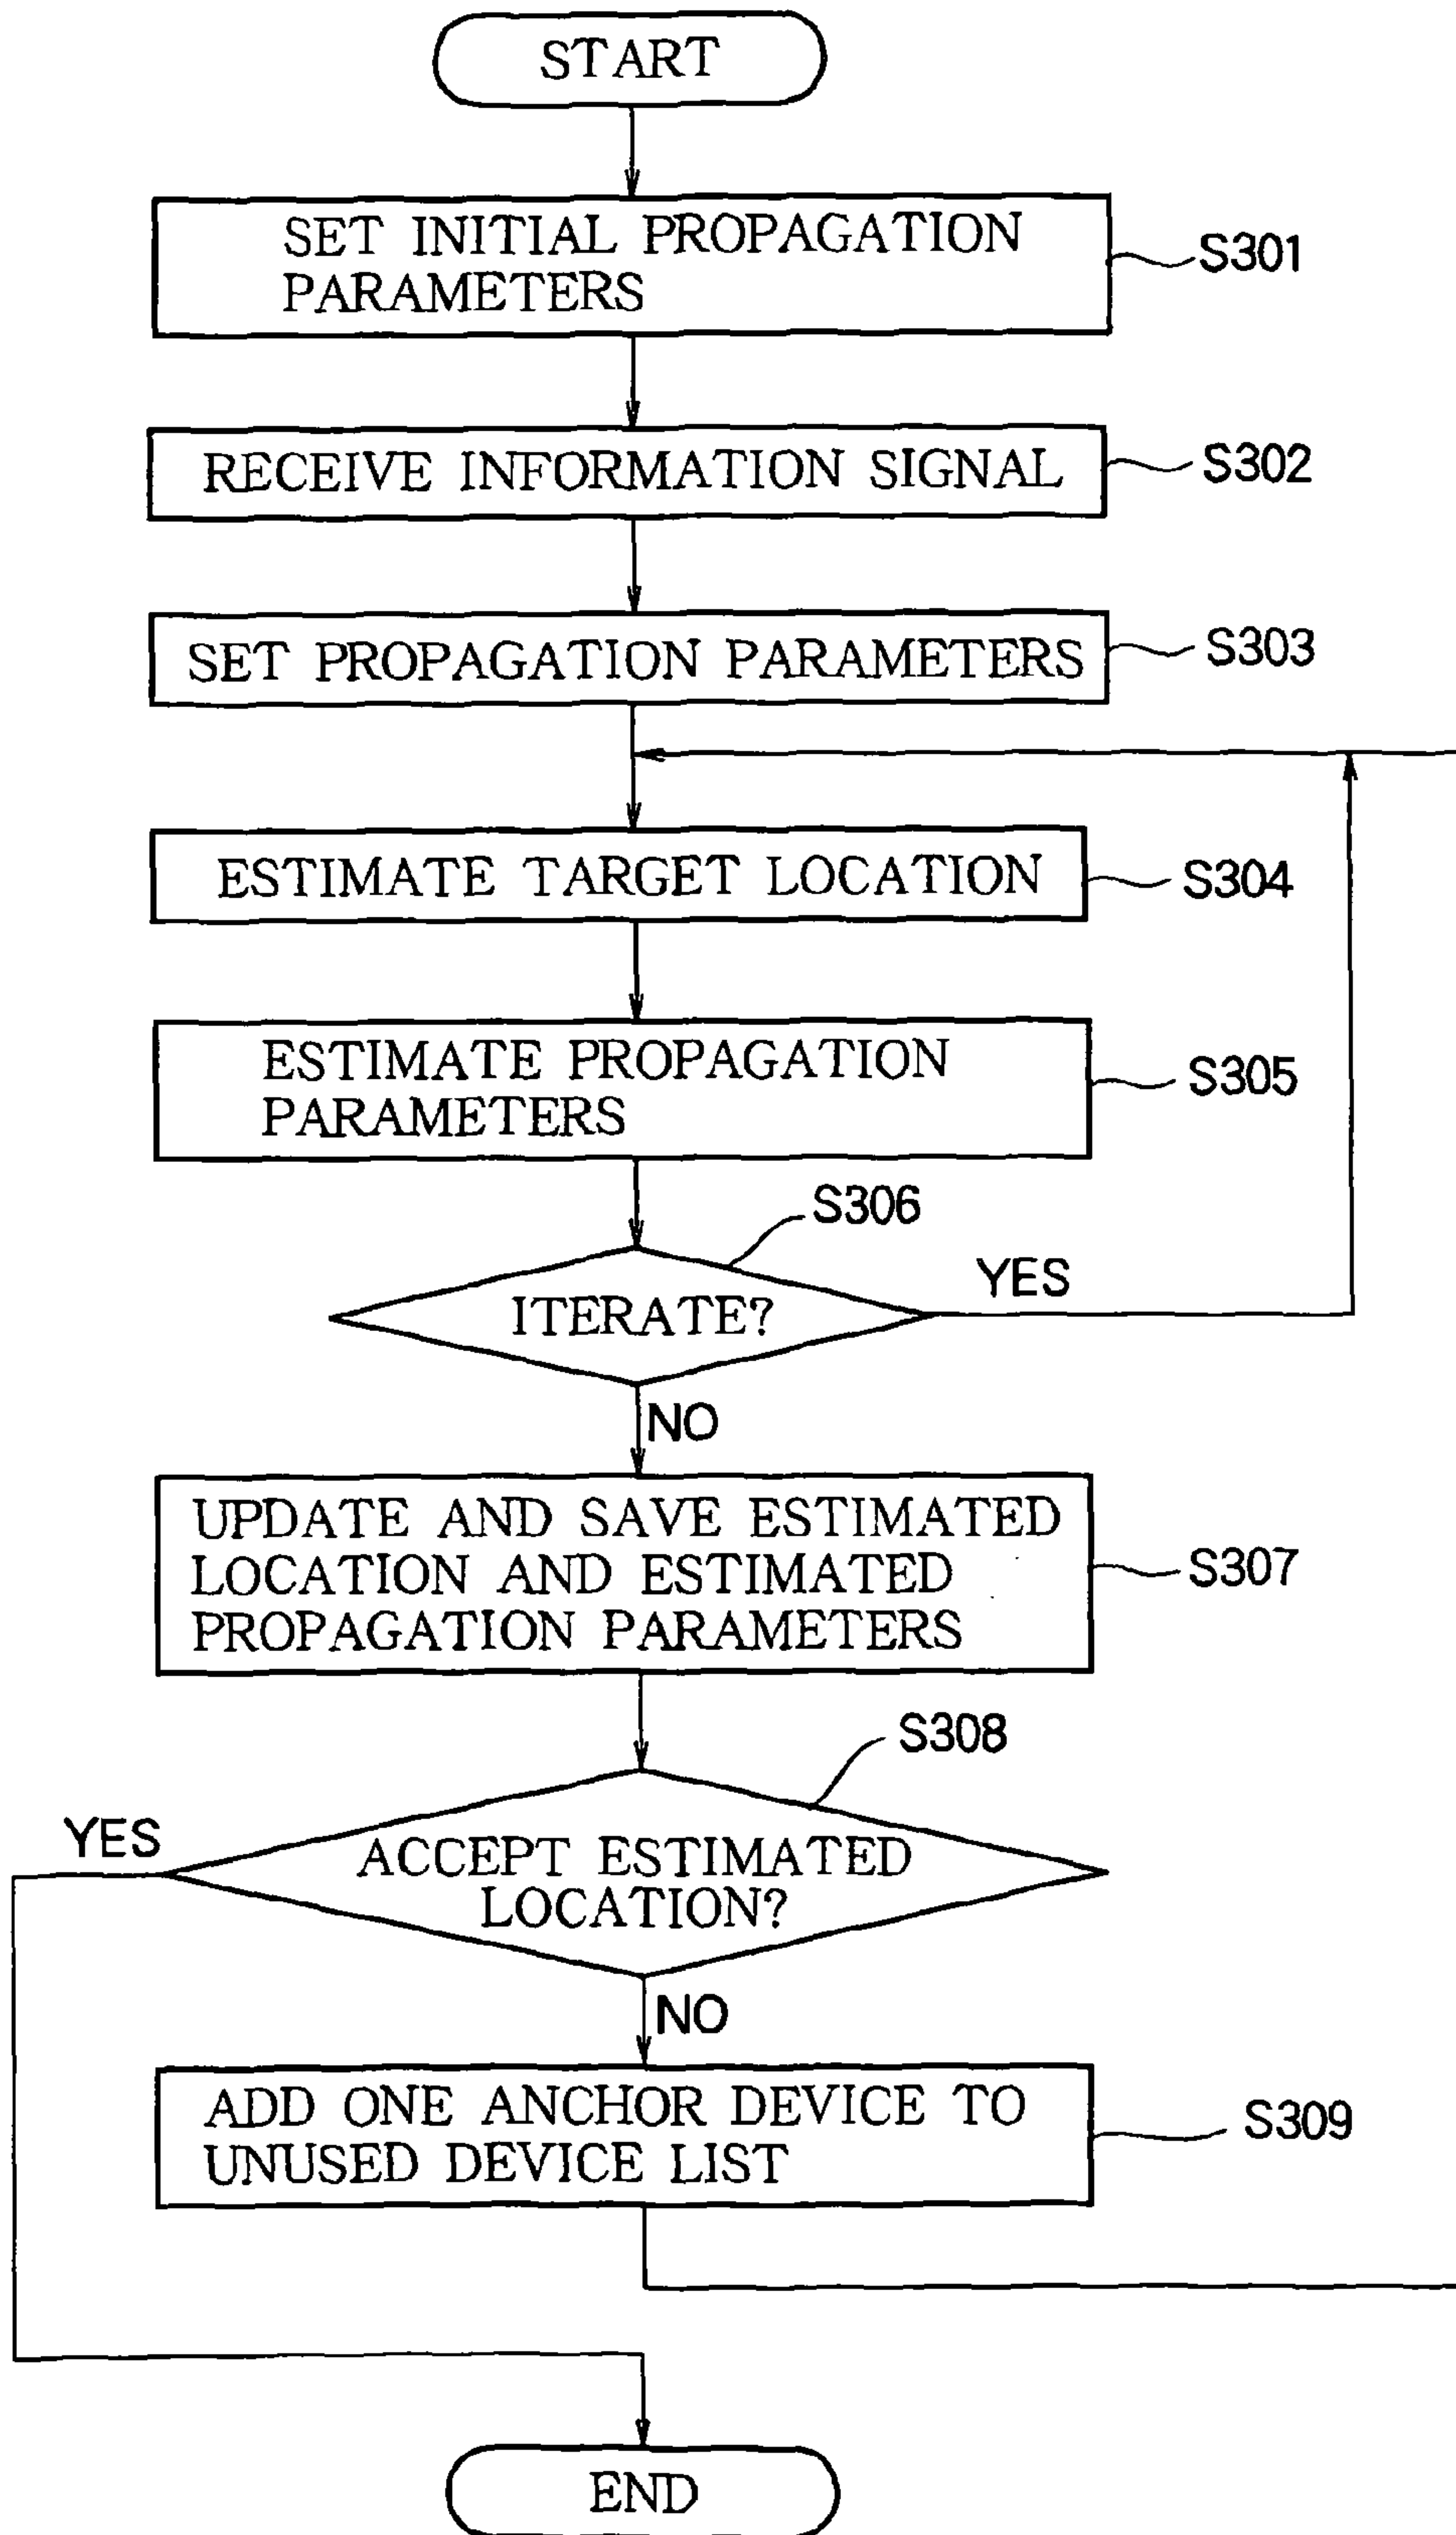 START
SET INITIAL PROPAGATION
PARAMETERS
S301
RECEIVE INFORMATION SIGNAL
S302
SET PROPAGATION PARAMETERS
S303
ESTIMATE TARGET LOCATION
S304
ESTIMATE PROPAGATION
PARAMETERS
S305
S306
ITERATE?
YES
NO
UPDATE AND SAVE ESTIMATED
LOCATION AND ESTIMATED
PROPAGATION PARAMETERS
S307
S308
YES
ACCEPT ESTIMATED
LOCATION?
NO
ADD ONE ANCHOR DEVICE TO
UNUSED DEVICE LIST
S309
END